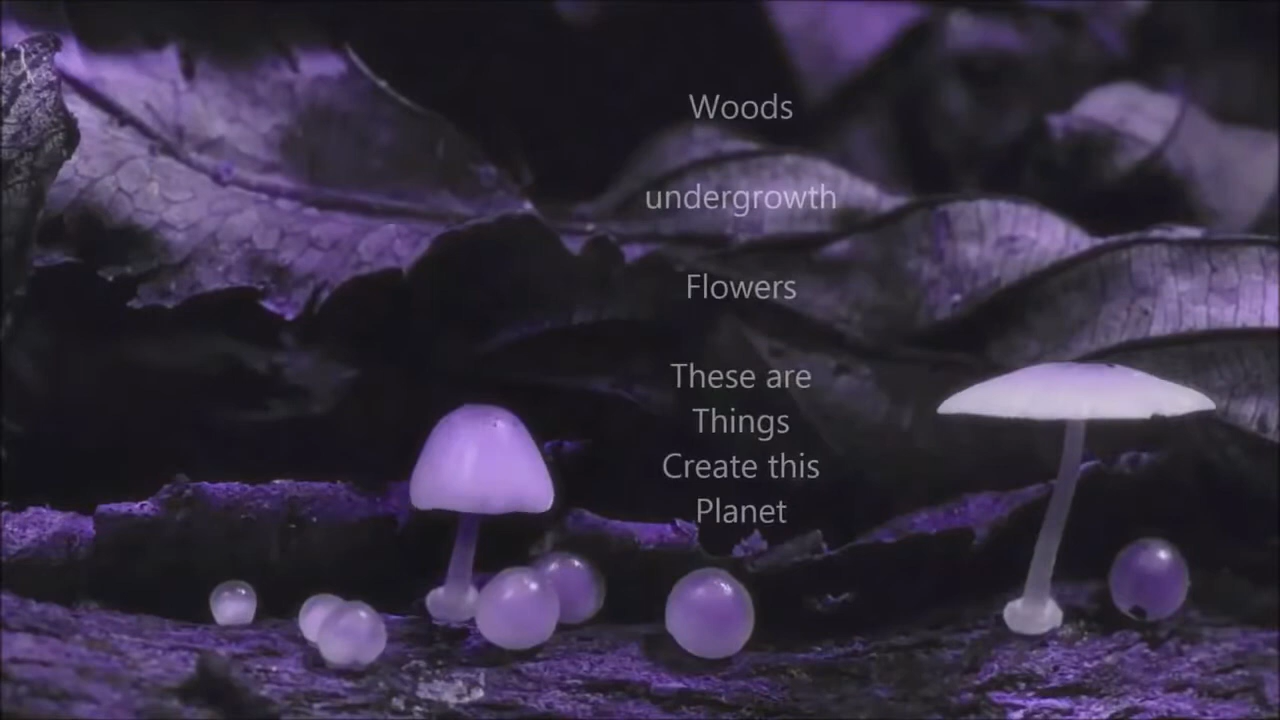 Woods
undergrowth
Flowers
These are
Things
Create this
Planet